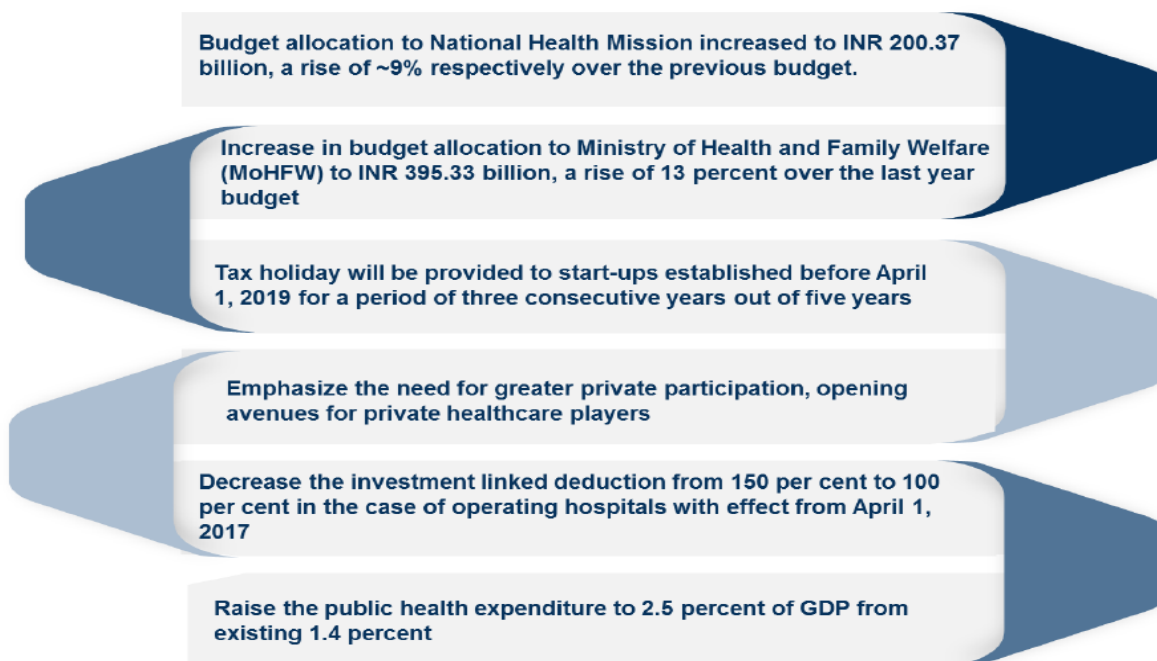 Budget allocation to National Health Mission increased to INR 200.37
billion, a rise of ~9% respectively over the previous budget.
Increase in budget allocation to Ministry of Health and Family Welfare
(MoHFW) to INR 395.33 billion, a rise of 13 percent over the last year
budget
Tax holiday will be provided to start-ups established before April
1, 2019 for a period of three consecutive years out of five years
Emphasize the need for greater private participation, opening
avenues for private healthcare players
Decrease the investment linked deduction from 150 per cent to 100
per cent in the case of operating hospitals with effect from April 1,
2017
Raise the public health expenditure to 2.5 percent of GDP from
existing 1.4 percent